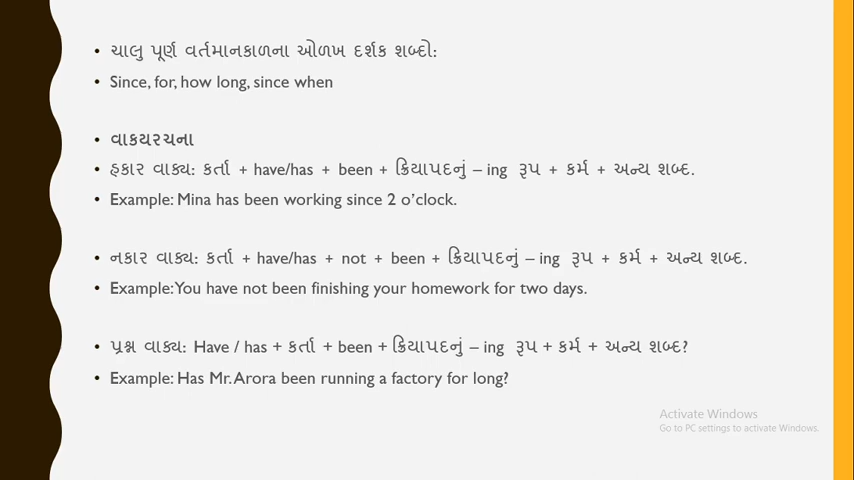 • ચાલુ પૂર્ણ વર્તમાનકાળના ઓળખ દર્શક શબ્દો:
• Since, for, how long, since when
• વાકયરચના
• હકાર વાક્ય: કર્તા + have/has + been + ક્રિયાપદનું – ing રૂપ + કર્મ + અન્ય શબ્દ.
• Example: Mina has been working since 2 o’clock.
• નકાર વાક્ય: કર્તા + have/has + not + been + ક્રિયાપદનું – ing રૂપ + કર્મ + અન્ય શબ્દ.
• Example: You have not been finishing your homework for two days.
• પ્રશ્ન વાક્ય: Have / has + કર્તા + been + ક્રિયાપદનું – ing રૂપ + કર્મ + અન્ય શબ્દ?
• Example: Has Mr. Arora been running a factory for long?
Activate Windows
Go to PC settings to activate Windows.